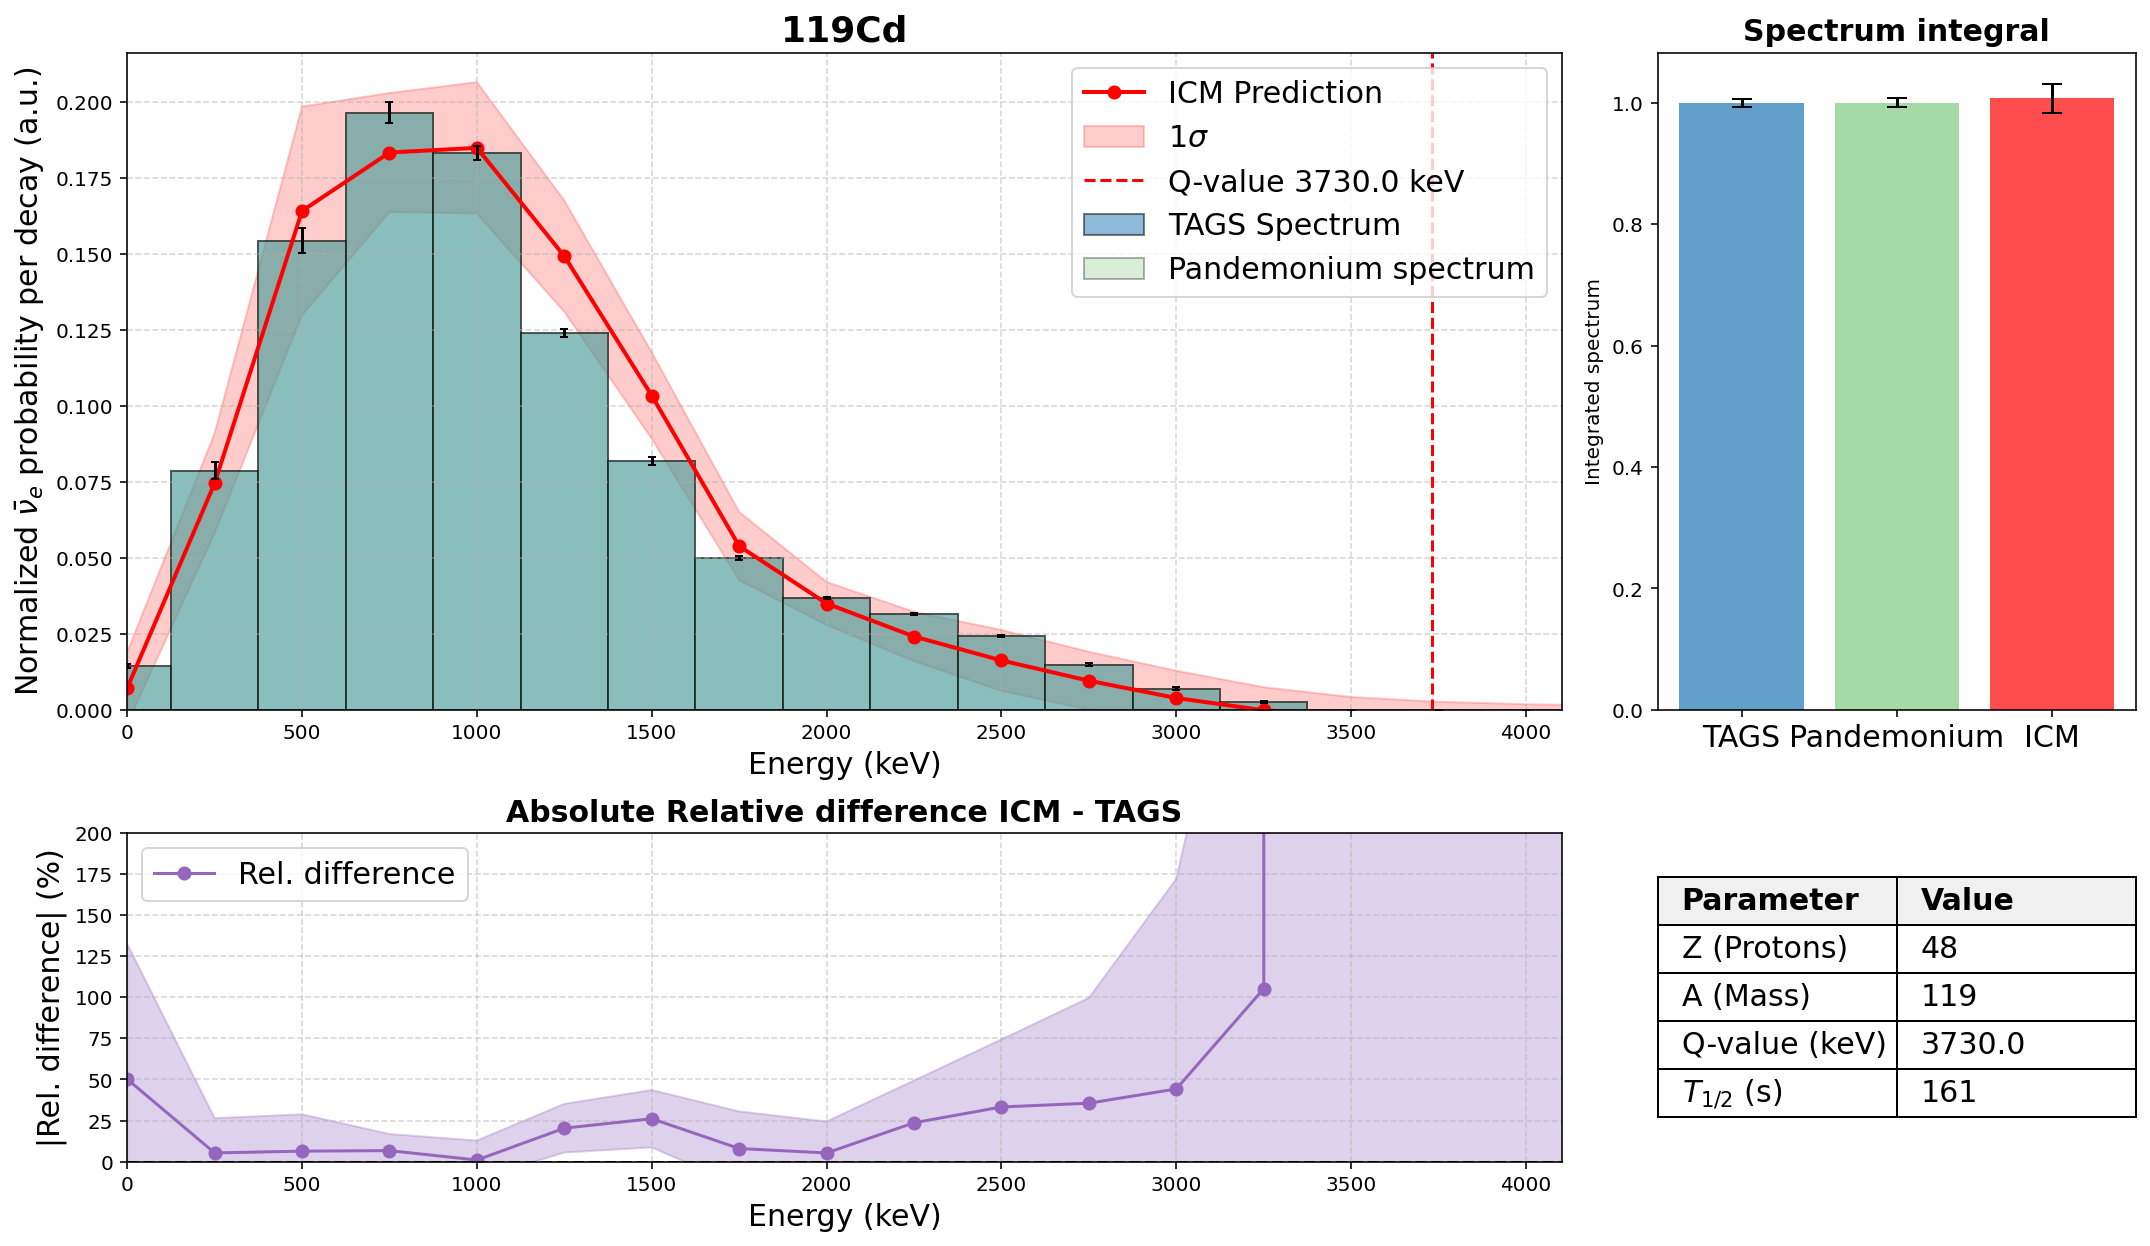 119Cd
Normalized ν̄e probability per decay (a.u.)
0.200
0.175
0.150
0.125
0.100
0.075
0.050
0.025
0.000
ICM Prediction
1σ
Q-value 3730.0 keV
TAGS Spectrum
Pandemonium spectrum
0 500 1000 1500 2000 2500 3000 3500 4000
Energy (keV)
Spectrum integral
Integrated spectrum
1.0
0.8
0.6
0.4
0.2
0.0
TAGS Pandemonium ICM
Absolute Relative difference ICM - TAGS
|Rel. difference| (%)
200
175
150
125
100
75
50
25
0
Rel. difference
0 500 1000 1500 2000 2500 3000 3500 4000
Energy (keV)
Parameter Value
Z (Protons) 48
A (Mass) 119
Q-value (keV) 3730.0
T1/2 (s) 161